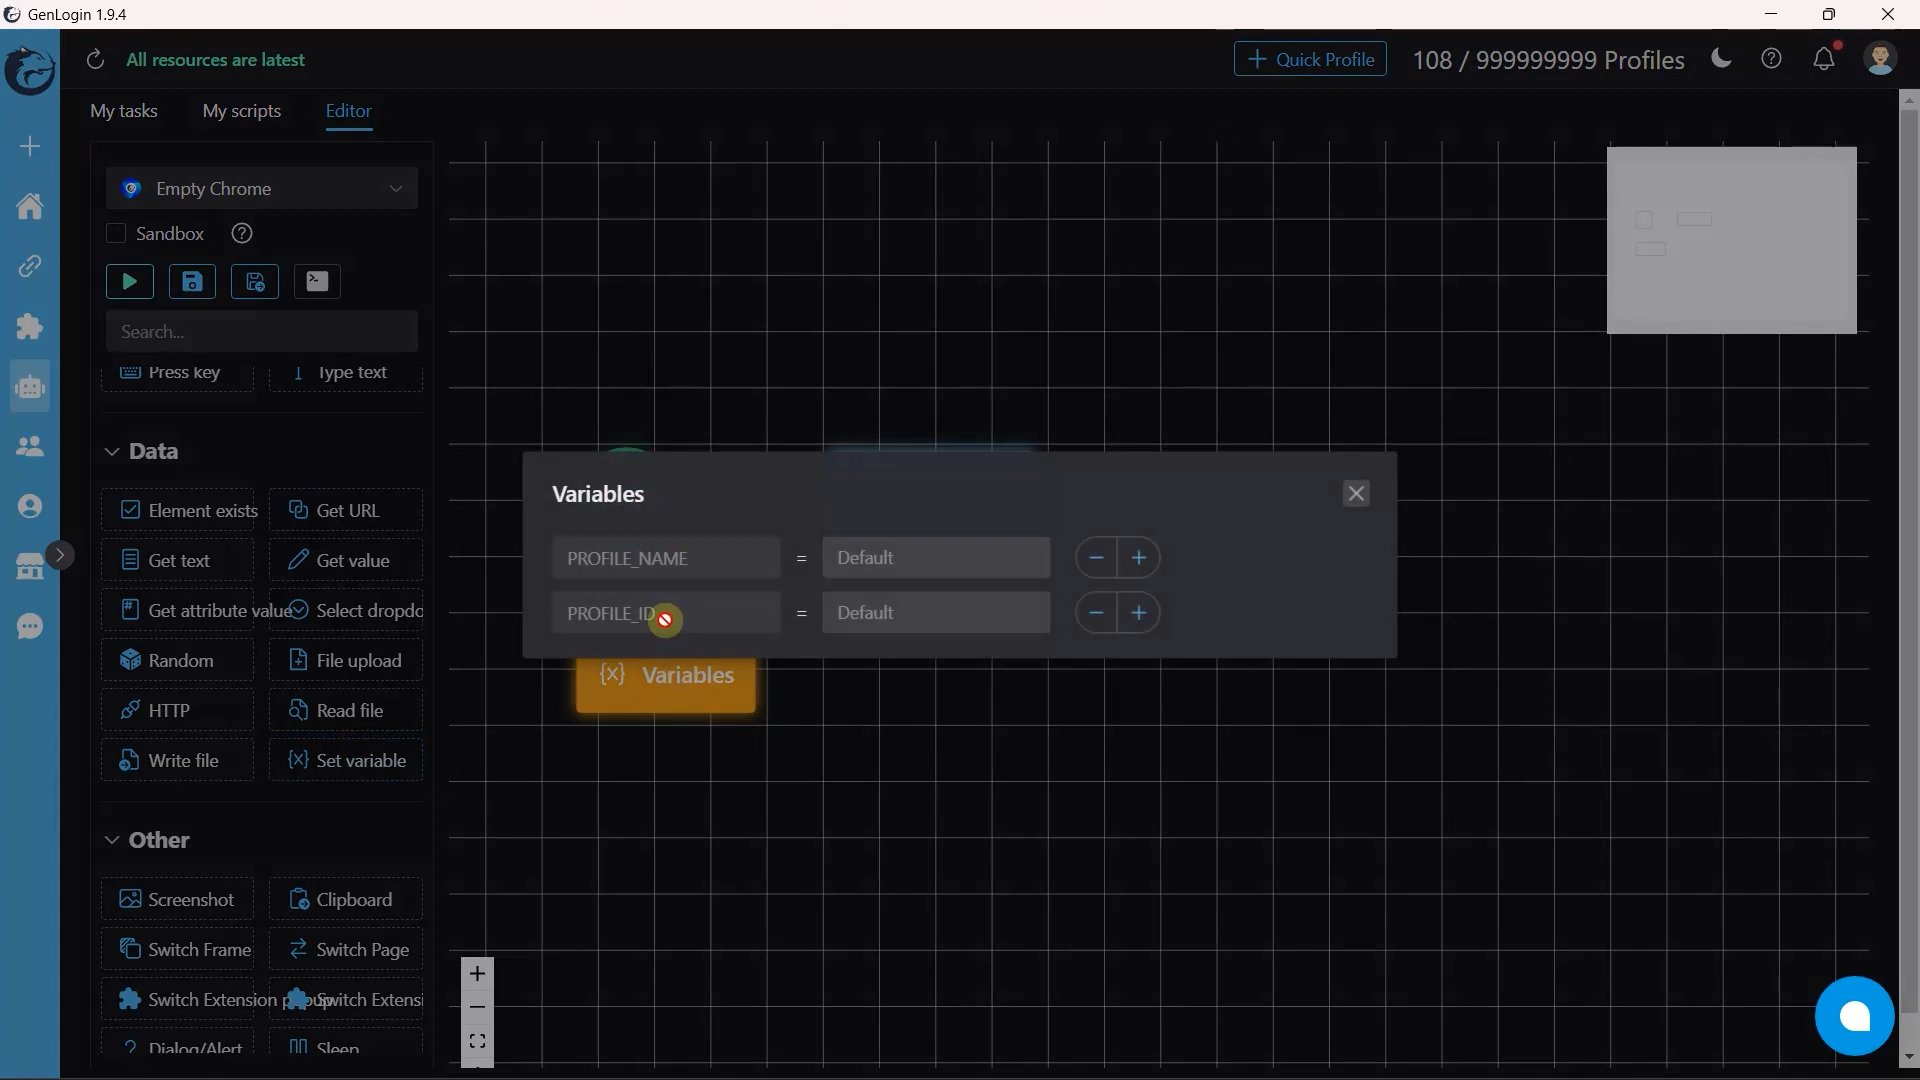 GenLogin 1.9.4
All resources are latest
Quick Profile
108 / 999999999 Profiles
My tasks
My scripts
Editor
Empty Chrome
Sandbox
Search...
Press key
Type text
Data
Element exists
Get URL
Get text
Get value
Get attribute value
Select dropdo
Random
File upload
HTTP
Read file
Write file
{x} Set variable
Other
Screenshot
Clipboard
Switch Frame
Switch Page
Switch Extension popup
Switch Extensi
Dialog/Alert
Sleep
Variables
PROFILE_NAME = Default
PROFILE_ID = Default
{x} Variables